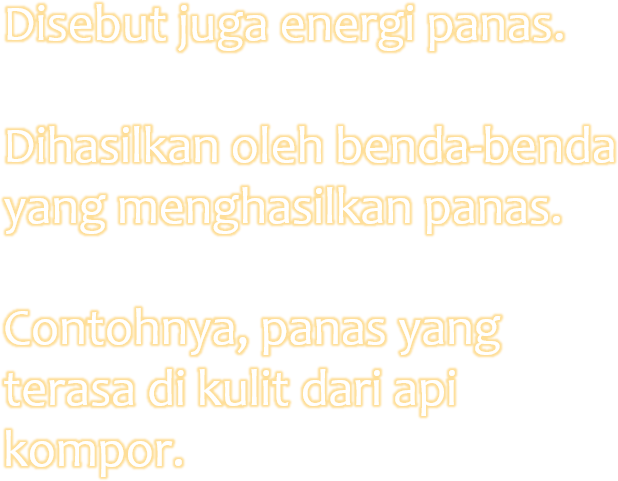 Disebut juga energi panas.
Dihasilkan oleh benda-benda
yang menghasilkan panas.
Contohnya, panas yang
terasa di kulit dari api
kompor.